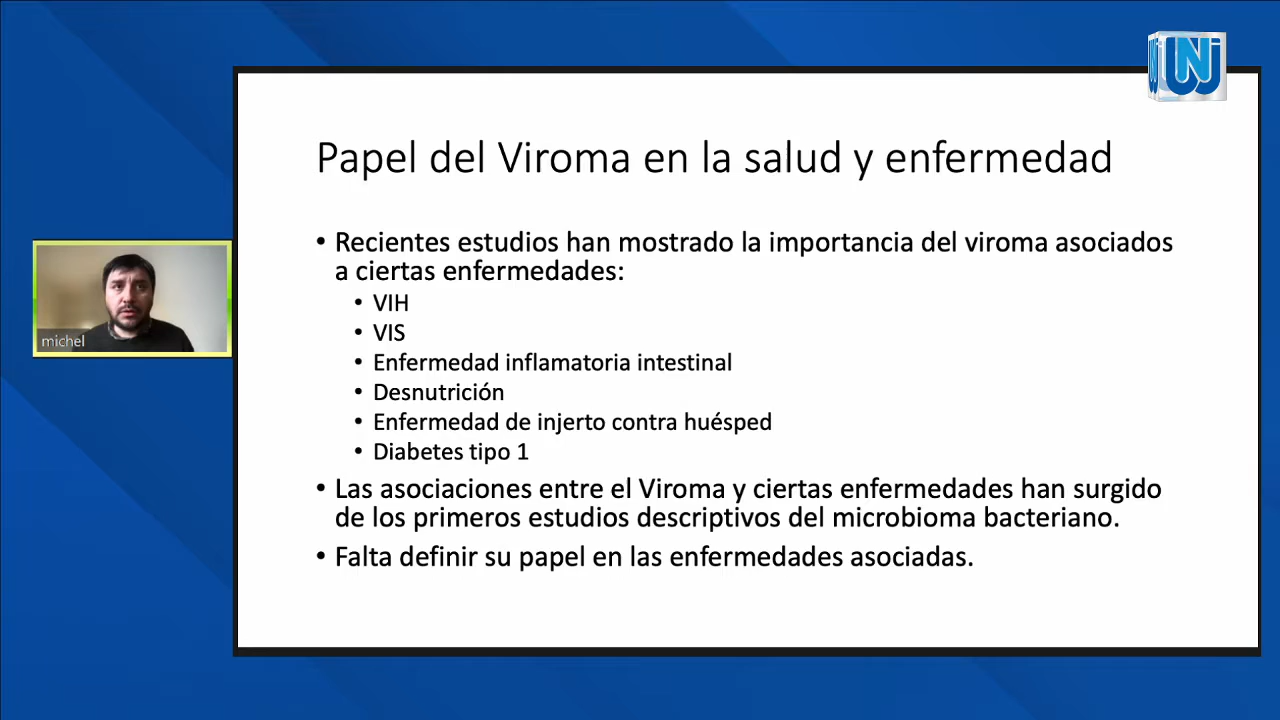 UNJ
Papel del Viroma en la salud y enfermedad
• Recientes estudios han mostrado la importancia del viroma asociados
a ciertas enfermedades:
• VIH
• VIS
• Enfermedad inflamatoria intestinal
• Desnutrición
• Enfermedad de injerto contra huésped
• Diabetes tipo 1
• Las asociaciones entre el Viroma y ciertas enfermedades han surgido
de los primeros estudios descriptivos del microbioma bacteriano.
• Falta definir su papel en las enfermedades asociadas.
michel